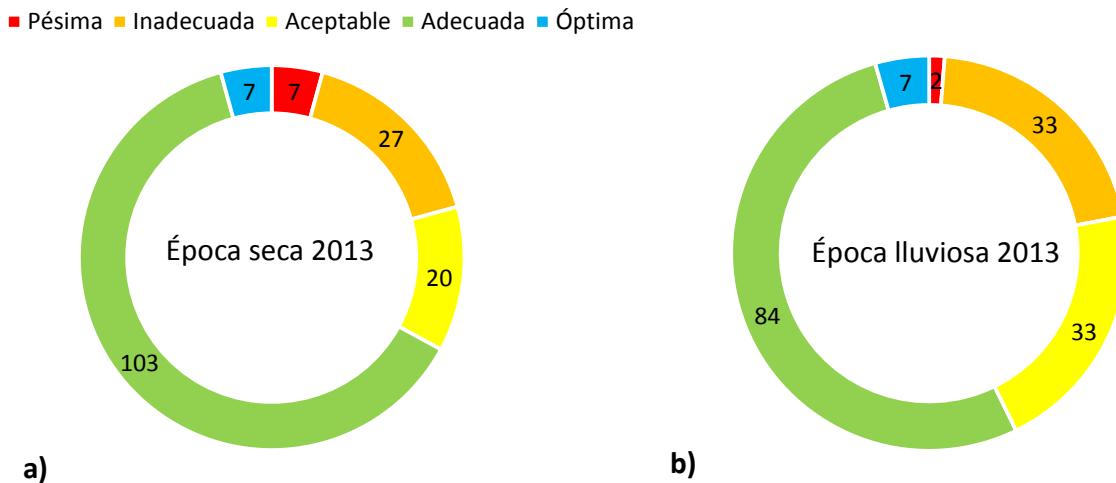 Pésima Inadecuada Aceptable Adecuada Óptima
7
7
27
20
103
Época seca 2013
a)
7
2
33
33
84
Época lluviosa 2013
b)